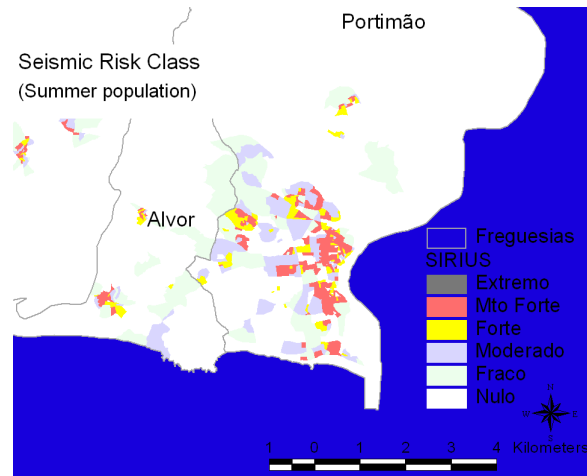 Portimão
Seismic Risk Class
(Summer population)
Alvor
Freguesias
SIRIUS
Extremo
Mto Forte
Forte
Moderado
Fraco
Nulo
N
W E
S
1 0 1 2 3 4 Kilometers